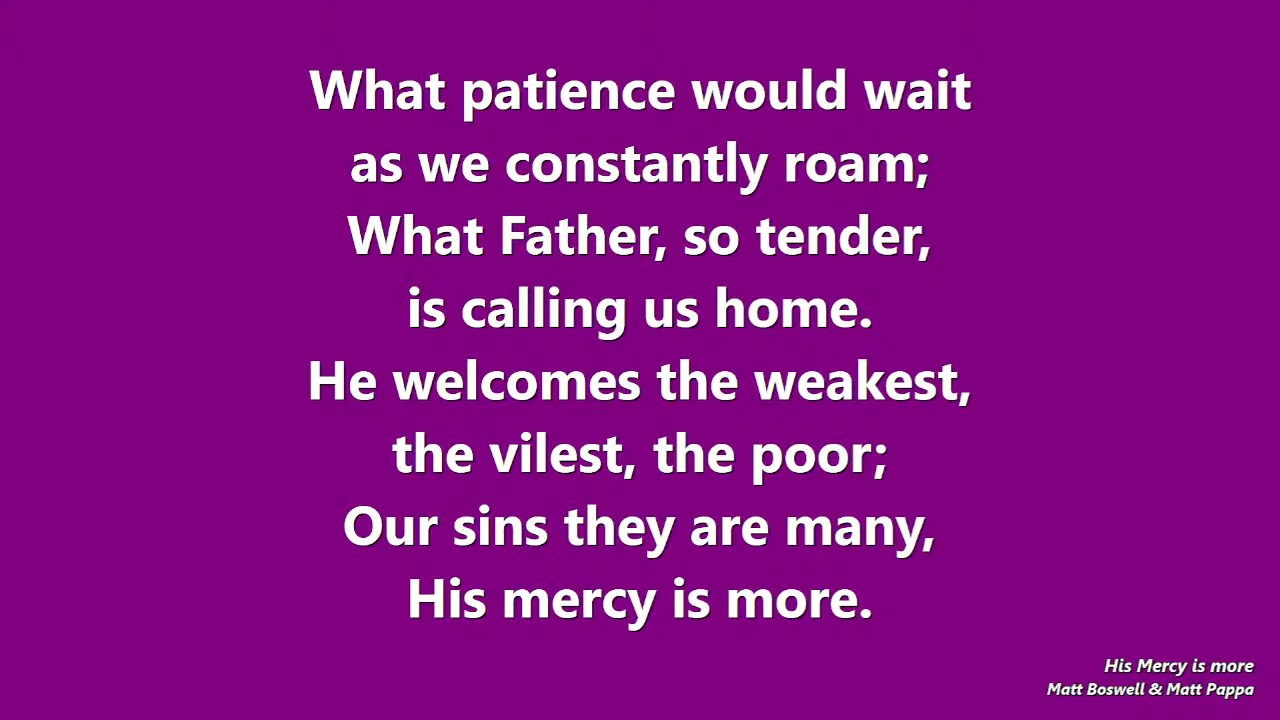 What patience would wait
as we constantly roam;
What Father, so tender,
is calling us home.
He welcomes the weakest,
the vilest, the poor;
Our sins they are many,
His mercy is more.
His Mercy is more
Matt Boswell & Matt Pappa